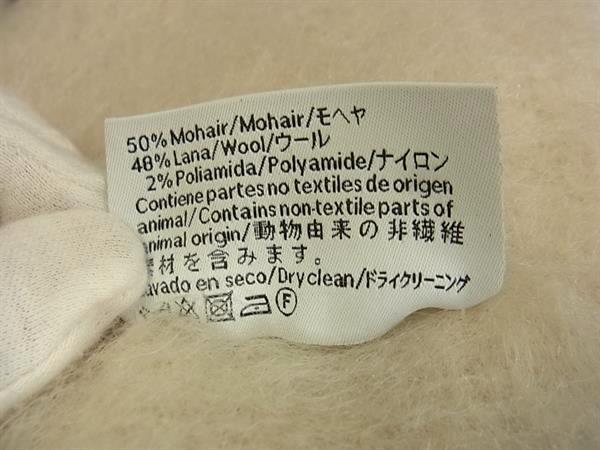 50% Mohair/Mohair/モヘヤ
48% Lana/Wool/ウール
2% Poliamida/Polyamide/ナイロン
Contiene partes no textiles de origen
animal/Contains non-textile parts of
animal origin/動物由来の非繊維
素材を含みます。
Lavado en seco/Dry clean/ドライクリーニング
F